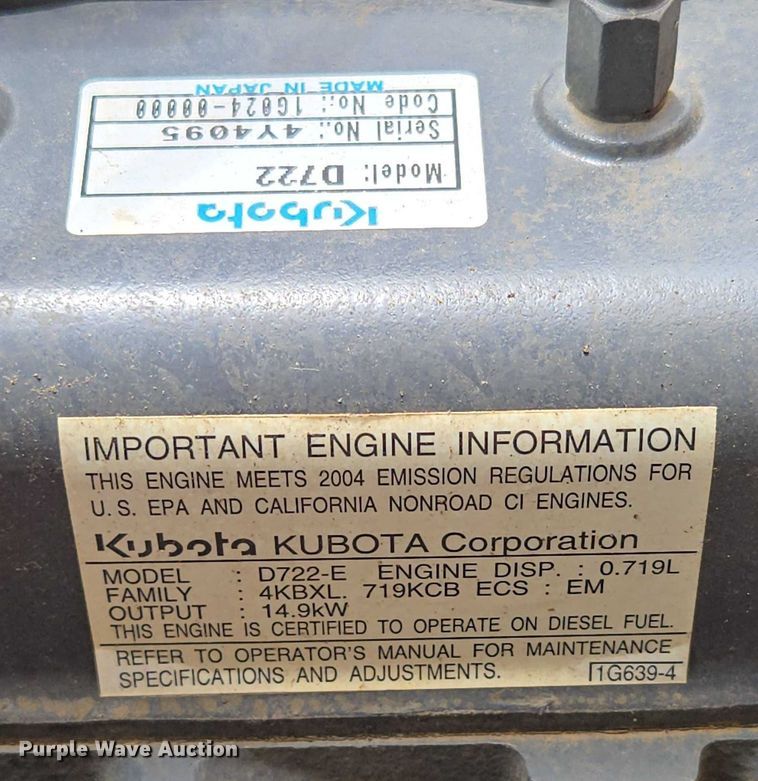 Kubota
Model: D722
Serial No.: 4Y4095
Code No.: 1G024-00000
MADE IN JAPAN
IMPORTANT ENGINE INFORMATION
THIS ENGINE MEETS 2004 EMISSION REGULATIONS FOR
U.S. EPA AND CALIFORNIA NONROAD CI ENGINES.
Kubota KUBOTA Corporation
MODEL : D722-E ENGINE DISP. : 0.719L
FAMILY : 4KBXL. 719KCB ECS : EM
OUTPUT : 14.9kW
THIS ENGINE IS CERTIFIED TO OPERATE ON DIESEL FUEL.
REFER TO OPERATOR'S MANUAL FOR MAINTENANCE
SPECIFICATIONS AND ADJUSTMENTS. 1G639-4
Purple Wave Auction